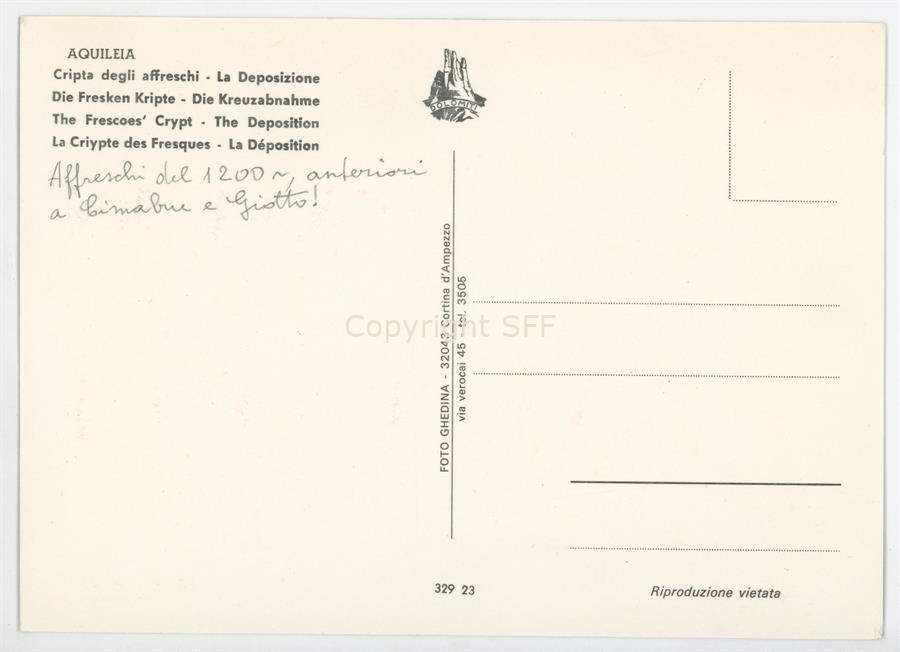 AQUILEIA
Cripta degli affreschi - La Deposizione
Die Fresken Kripte - Die Kreuzabnahme
The Frescoes' Crypt - The Deposition
La Criypte des Fresques - La Déposition
Affreschi del 1200 ~, anteriori
a Cimabue e Giotto!
DOLOMITI
FOTO GHEDINA - 32043 Cortina d'Ampezzo
via verocai 45 tel. 3505
Copyright SFF
329 23
Riproduzione vietata